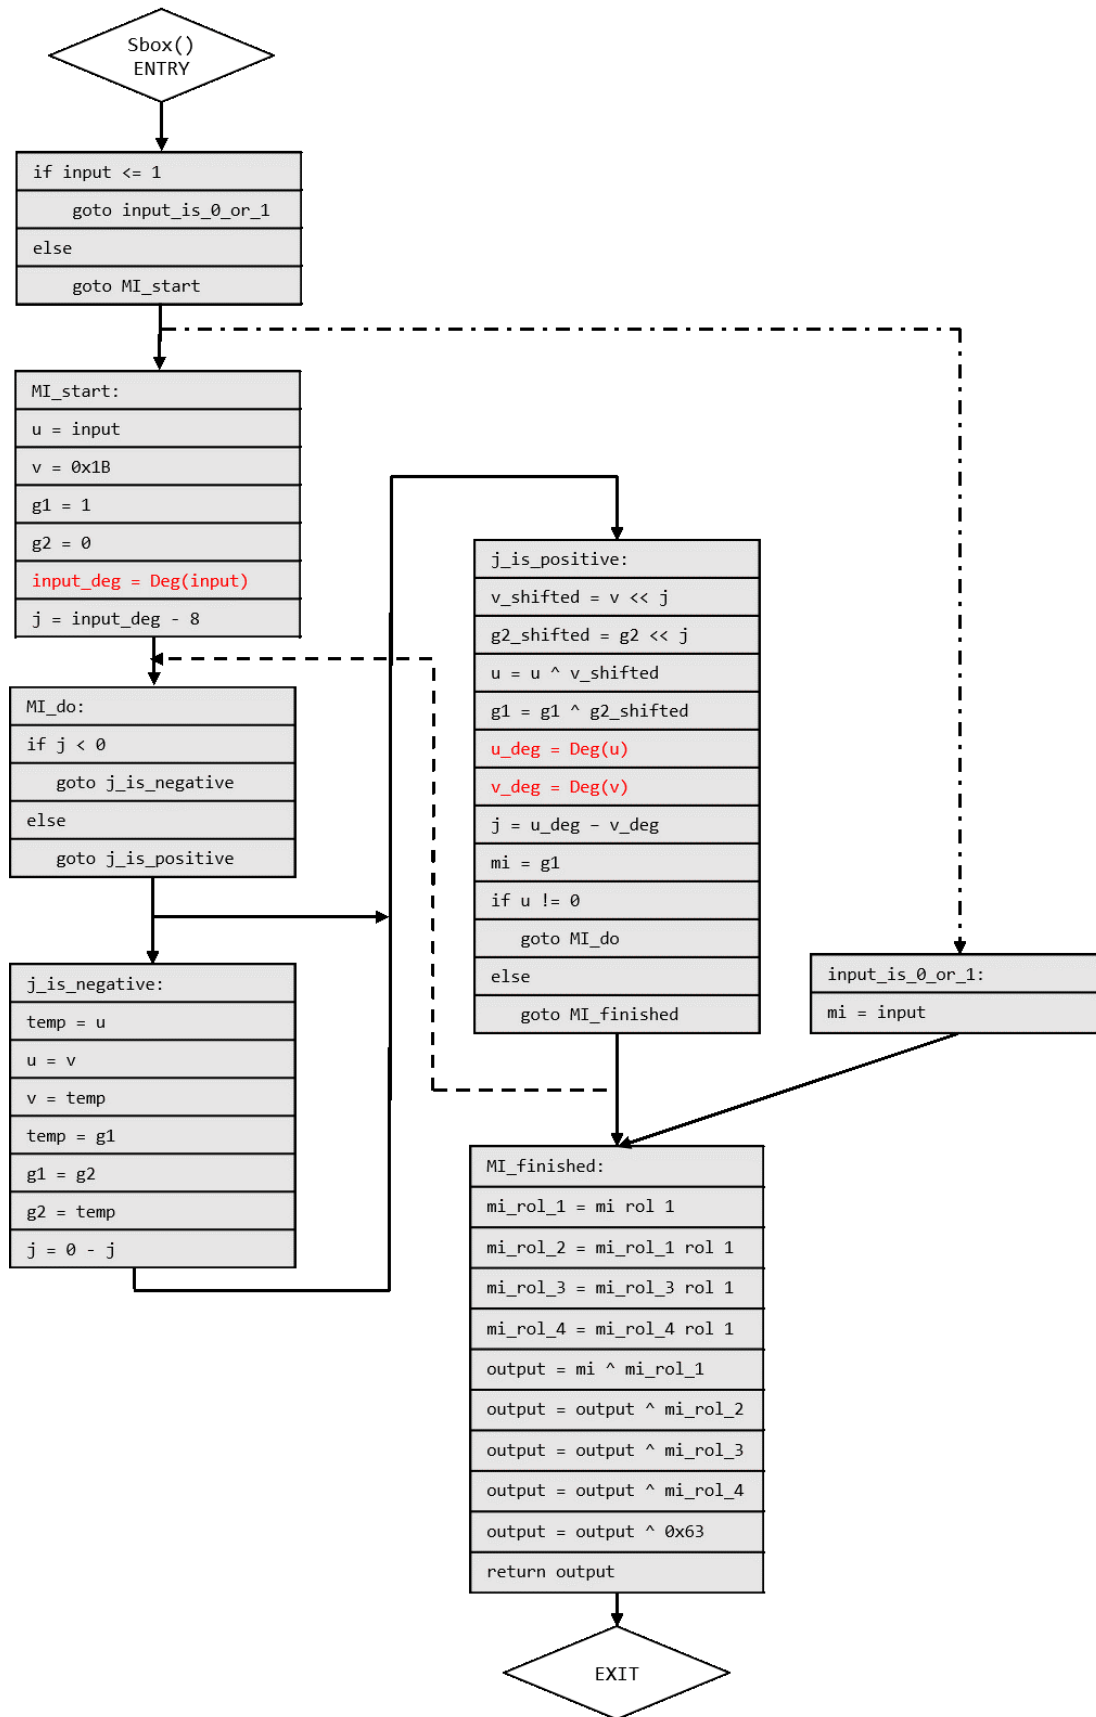 Sbox()
ENTRY
if input <= 1
goto input_is_0_or_1
else
goto MI_start
MI_start:
u = input
v = 0x1B
g1 = 1
g2 = 0
input_deg = Deg(input)
j = input_deg - 8
MI_do:
if j < 0
goto j_is_negative
else
goto j_is_positive
j_is_negative:
temp = u
u = v
v = temp
temp = g1
g1 = g2
g2 = temp
j = 0 - j
j_is_positive:
v_shifted = v << j
g2_shifted = g2 << j
u = u ^ v_shifted
g1 = g1 ^ g2_shifted
u_deg = Deg(u)
v_deg = Deg(v)
j = u_deg – v_deg
mi = g1
if u != 0
goto MI_do
else
goto MI_finished
input_is_0_or_1:
mi = input
MI_finished:
mi_rol_1 = mi rol 1
mi_rol_2 = mi_rol_1 rol 1
mi_rol_3 = mi_rol_3 rol 1
mi_rol_4 = mi_rol_4 rol 1
output = mi ^ mi_rol_1
output = output ^ mi_rol_2
output = output ^ mi_rol_3
output = output ^ mi_rol_4
output = output ^ 0x63
return output
EXIT